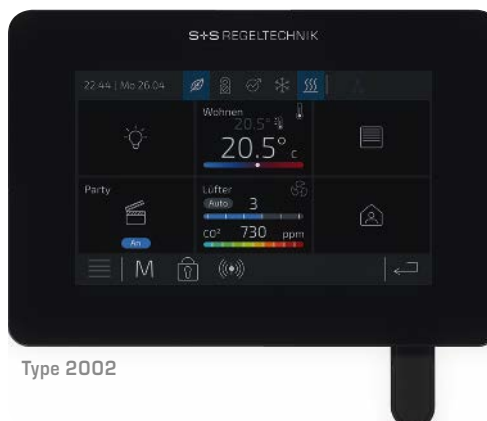 S+S REGELTECHNIK
22:44 | Mo 26.04
Wohnen
20.5°
20.5° c
Party
An
Lüfter
Auto 3
CO² 730 ppm
M
Type 2002